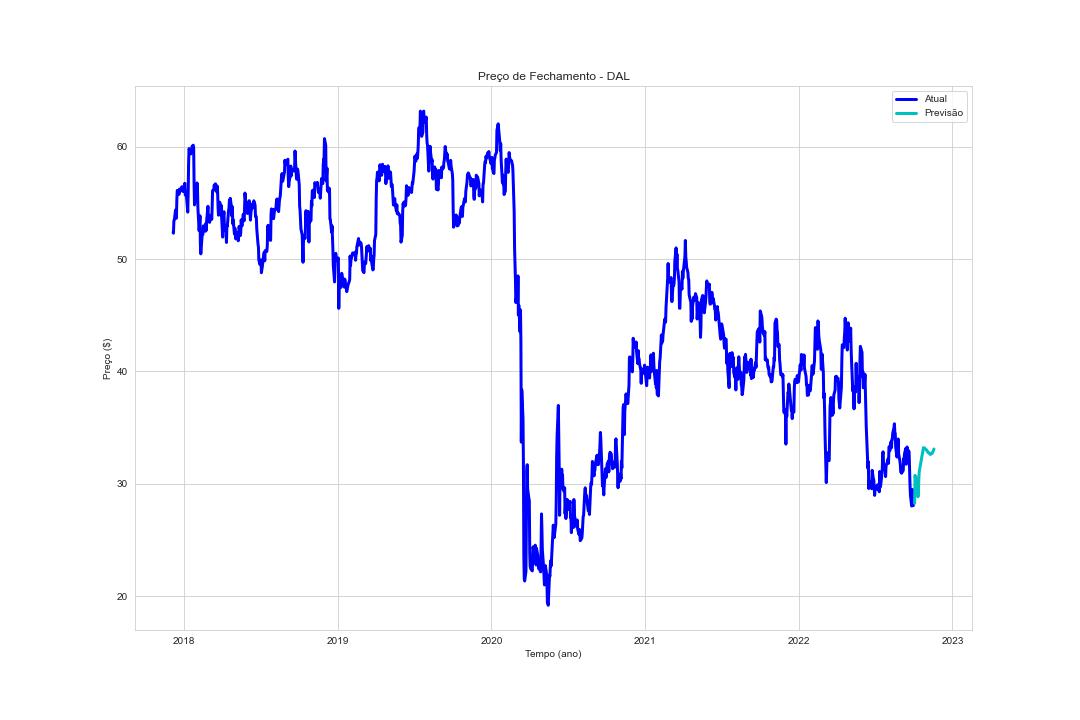 Preço de Fechamento - DAL
Atual
Previsão
60
50
40
30
20
Preço ($)
2018
2019
2020
2021
2022
2023
Tempo (ano)